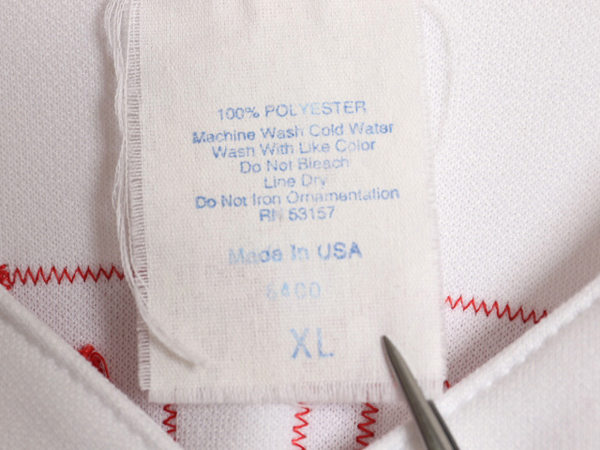 100% POLYESTER
Machine Wash Cold Water
Wash With Like Color
Do Not Bleach
Line Dry
Do Not Iron Ornamentation
RN 53157
Made In USA
6400
XL